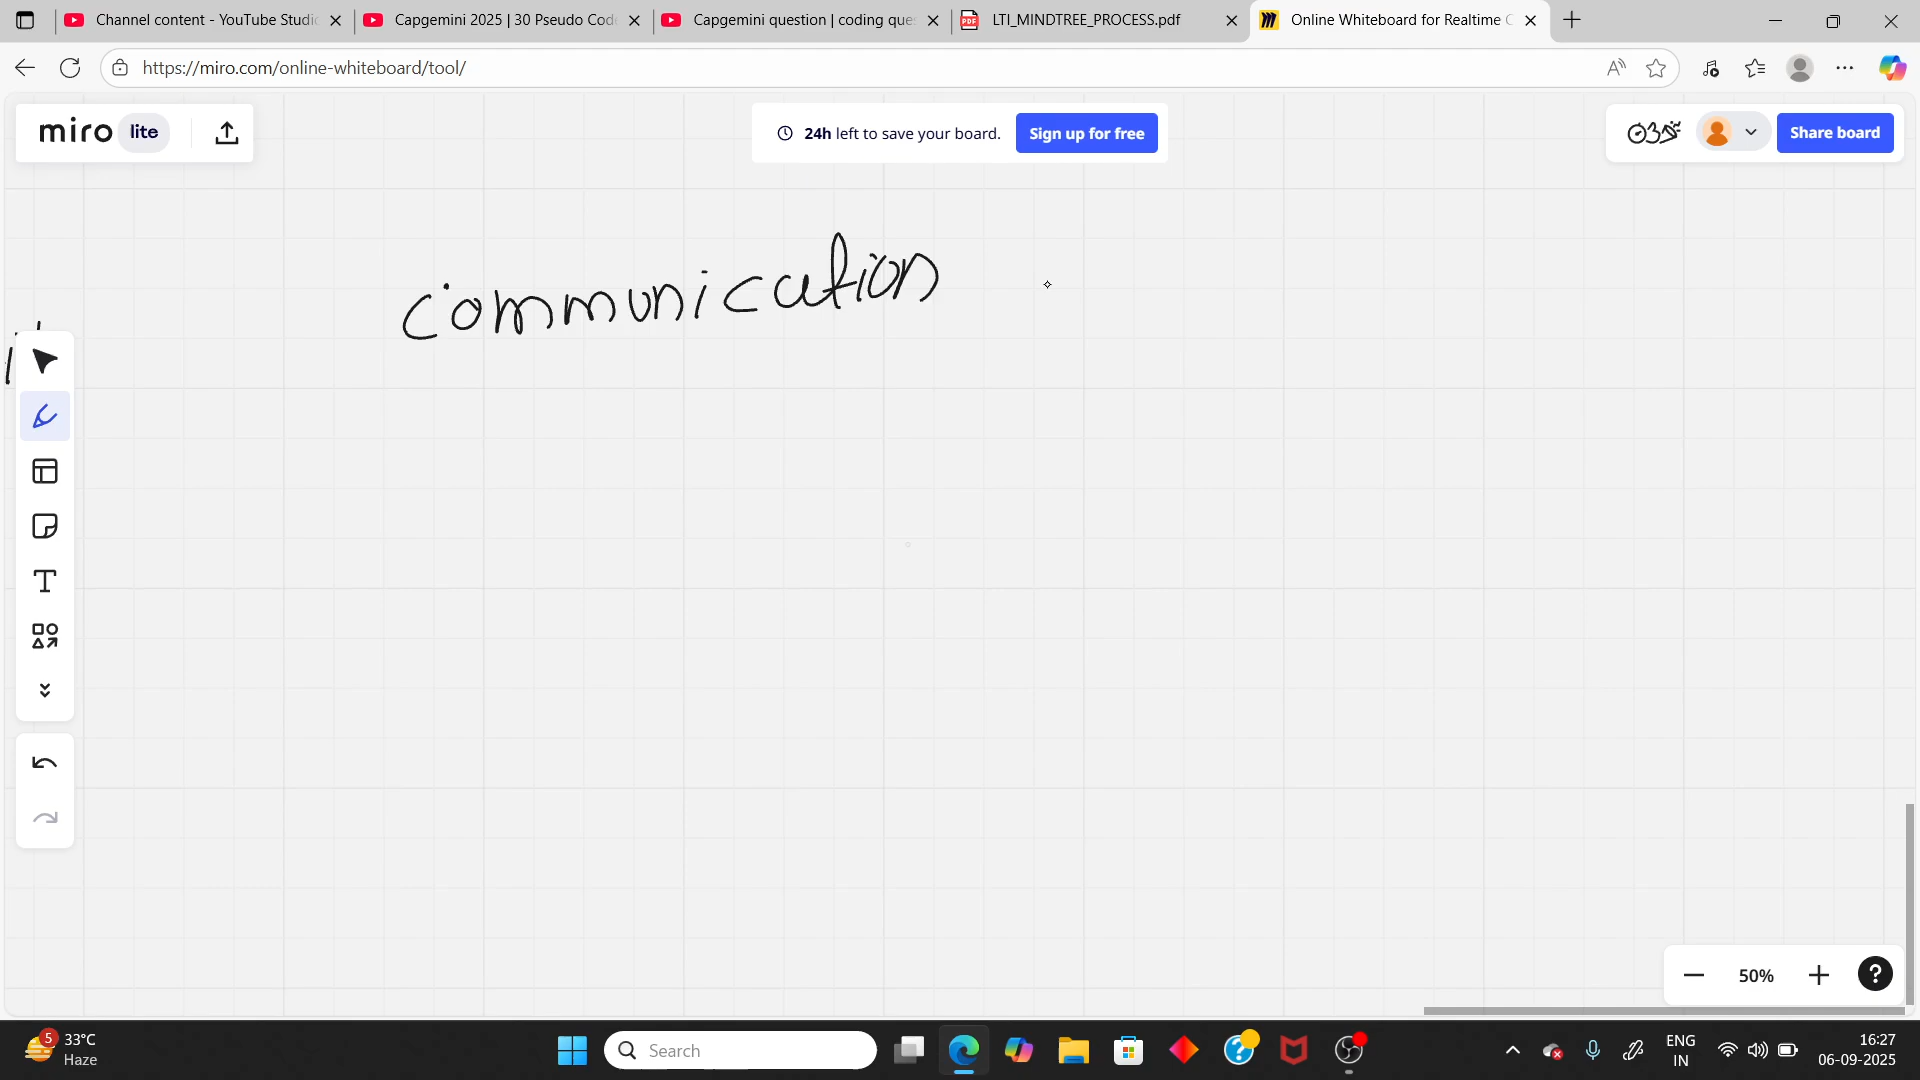 Channel content - YouTube Studi
Capgemini 2025 | 30 Pseudo Cod
Capgemini question | coding que
LTI_MINDTREE_PROCESS.pdf
Online Whiteboard for Realtime C
https://miro.com/online-whiteboard/tool/
miro lite
24h left to save your board.
Sign up for free
Share board
communication
50%
5
33°C
Haze
Search
ENG
IN
16:27
06-09-2025